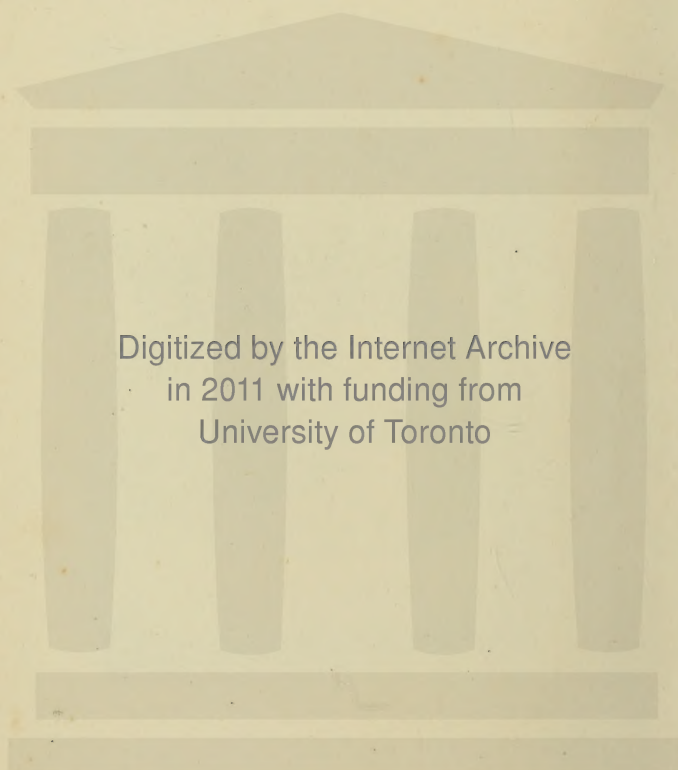 Digitized by the Internet Archive
in 2011 with funding from
University of Toronto